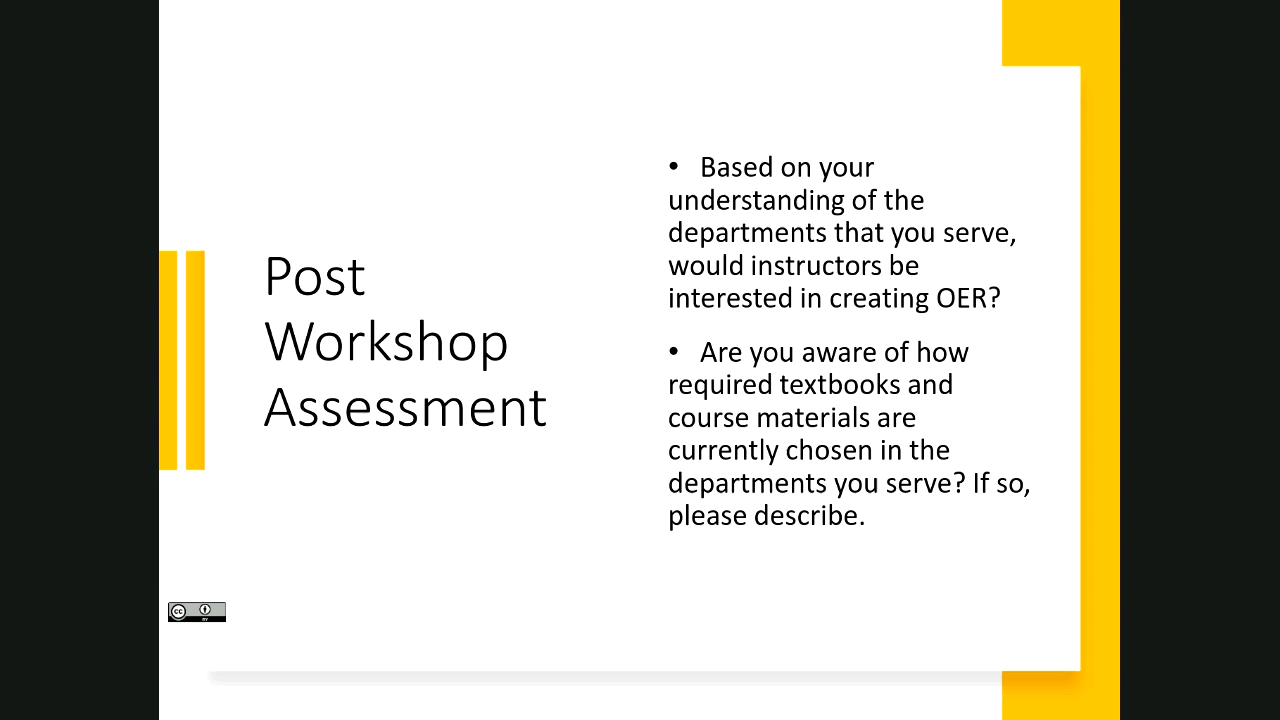 Post
Workshop
Assessment
• Based on your
understanding of the
departments that you serve,
would instructors be
interested in creating OER?
• Are you aware of how
required textbooks and
course materials are
currently chosen in the
departments you serve? If so,
please describe.
cc
BY